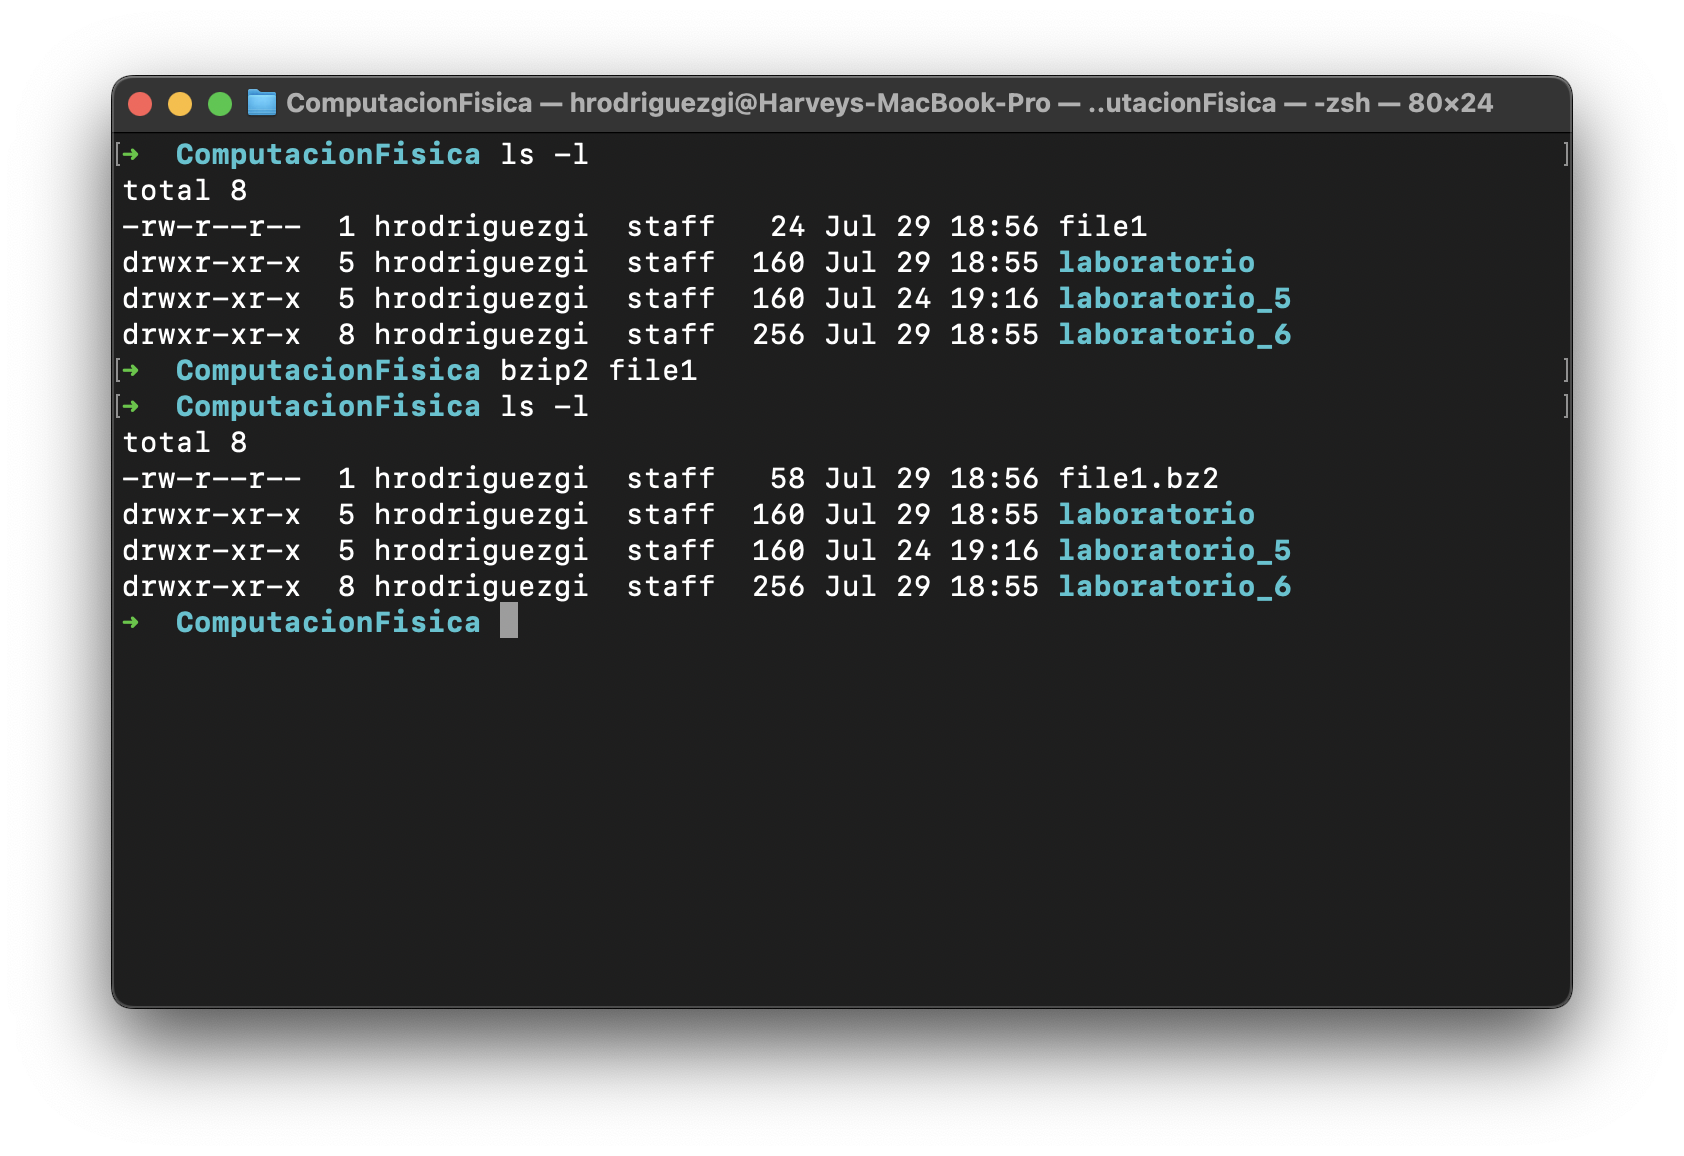 ComputacionFisica — hrodriguezgi@Harveys-MacBook-Pro — ..utacionFisica — -zsh — 80×24
[➜  ComputacionFisica ls -l ]
total 8
-rw-r--r--  1 hrodriguezgi  staff   24 Jul 29 18:56 file1
drwxr-xr-x  5 hrodriguezgi  staff  160 Jul 29 18:55 laboratorio
drwxr-xr-x  5 hrodriguezgi  staff  160 Jul 24 19:16 laboratorio_5
drwxr-xr-x  8 hrodriguezgi  staff  256 Jul 29 18:55 laboratorio_6
[➜  ComputacionFisica bzip2 file1 ]
[➜  ComputacionFisica ls -l ]
total 8
-rw-r--r--  1 hrodriguezgi  staff   58 Jul 29 18:56 file1.bz2
drwxr-xr-x  5 hrodriguezgi  staff  160 Jul 29 18:55 laboratorio
drwxr-xr-x  5 hrodriguezgi  staff  160 Jul 24 19:16 laboratorio_5
drwxr-xr-x  8 hrodriguezgi  staff  256 Jul 29 18:55 laboratorio_6
➜  ComputacionFisica